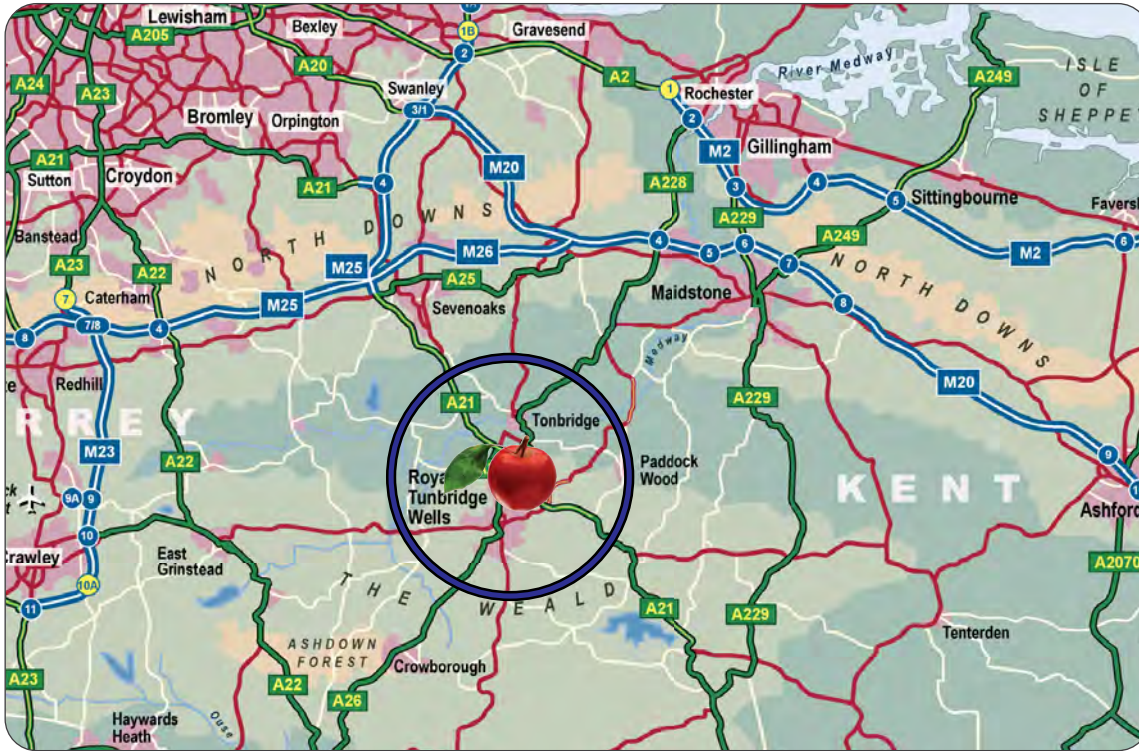 Lewisham
Bexley
1B
Gravesend
A205
2
A20
A2
River Medway
A249
ISLE
OF
SHEPPE
A24
A23
Swanley
3/1
1
Rochester
2
Bromley
Orpington
M20
M2
Gillingham
A21
Sutton
Croydon
A21
4
A228
3
4
A229
5
Sittingbourne
Faversh
NORTH DOWNS
Banstead
A23
A22
M25
M26
4
5
6
A249
M2
6
7
Caterham
M25
A25
Sevenoaks
Maidstone
7
8
NORTH DOWNS
8
7/8
4
Redhill
Medway
M20
RREY
A21
A229
M23
Tonbridge
A22
Roya
Tunbridge
Wells
Paddock
Wood
KENT
9
9A
9
Ashford
10
Crawley
East
Grinstead
A2070
10A
11
THE WEALD
A21
A229
Tenterden
ASHDOWN
FOREST
Crowborough
A23
A22
A26
Haywards
Heath
Ouse